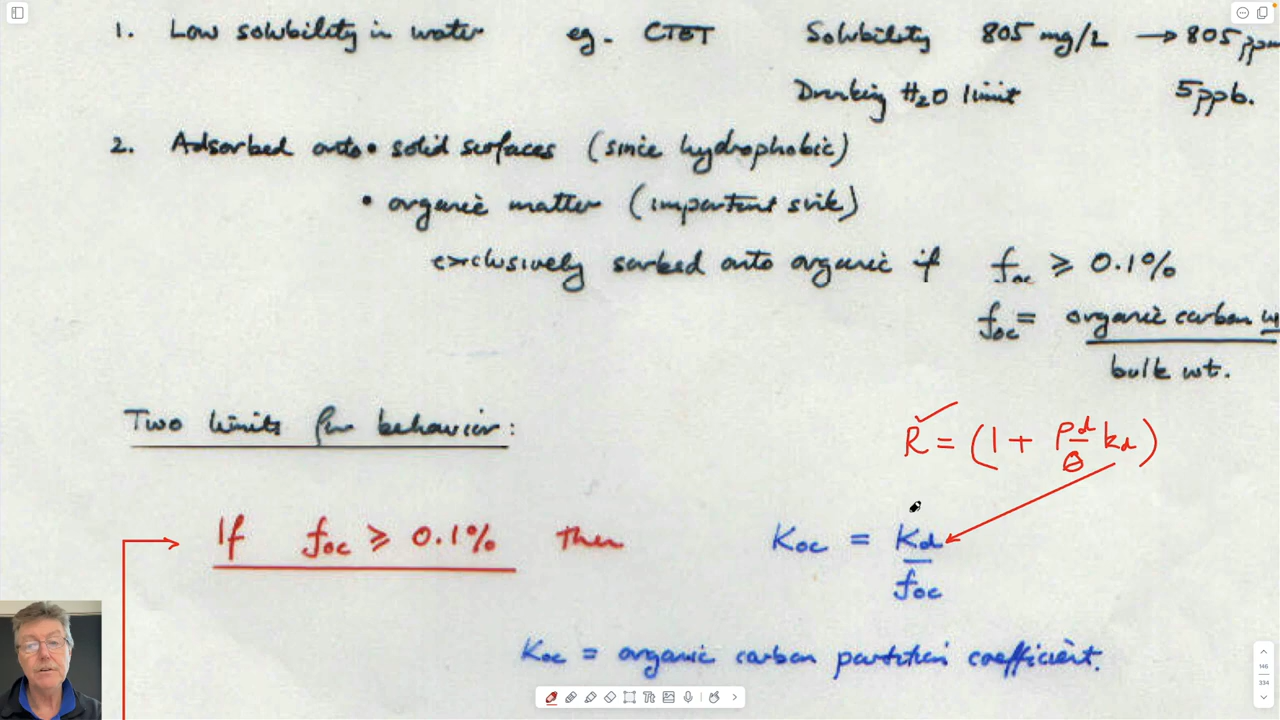 1. Low solubility in water eg. CTET Solubility 805 mg/L → 805 ppm
Drinking H2O limit 5ppb.
2. Adsorbed onto • solid surfaces (since hydrophobic)
• organic matter (important sink)
exclusively sorbed onto organic if foc ⩾ 0.1%
foc = organic carbon w
bulk wt.
Two limits for behavior:
R = (1 + ρd/θ kd)
If foc ⩾ 0.1% then Koc = Kd
foc
Koc = organic carbon partition coefficient.
146
334